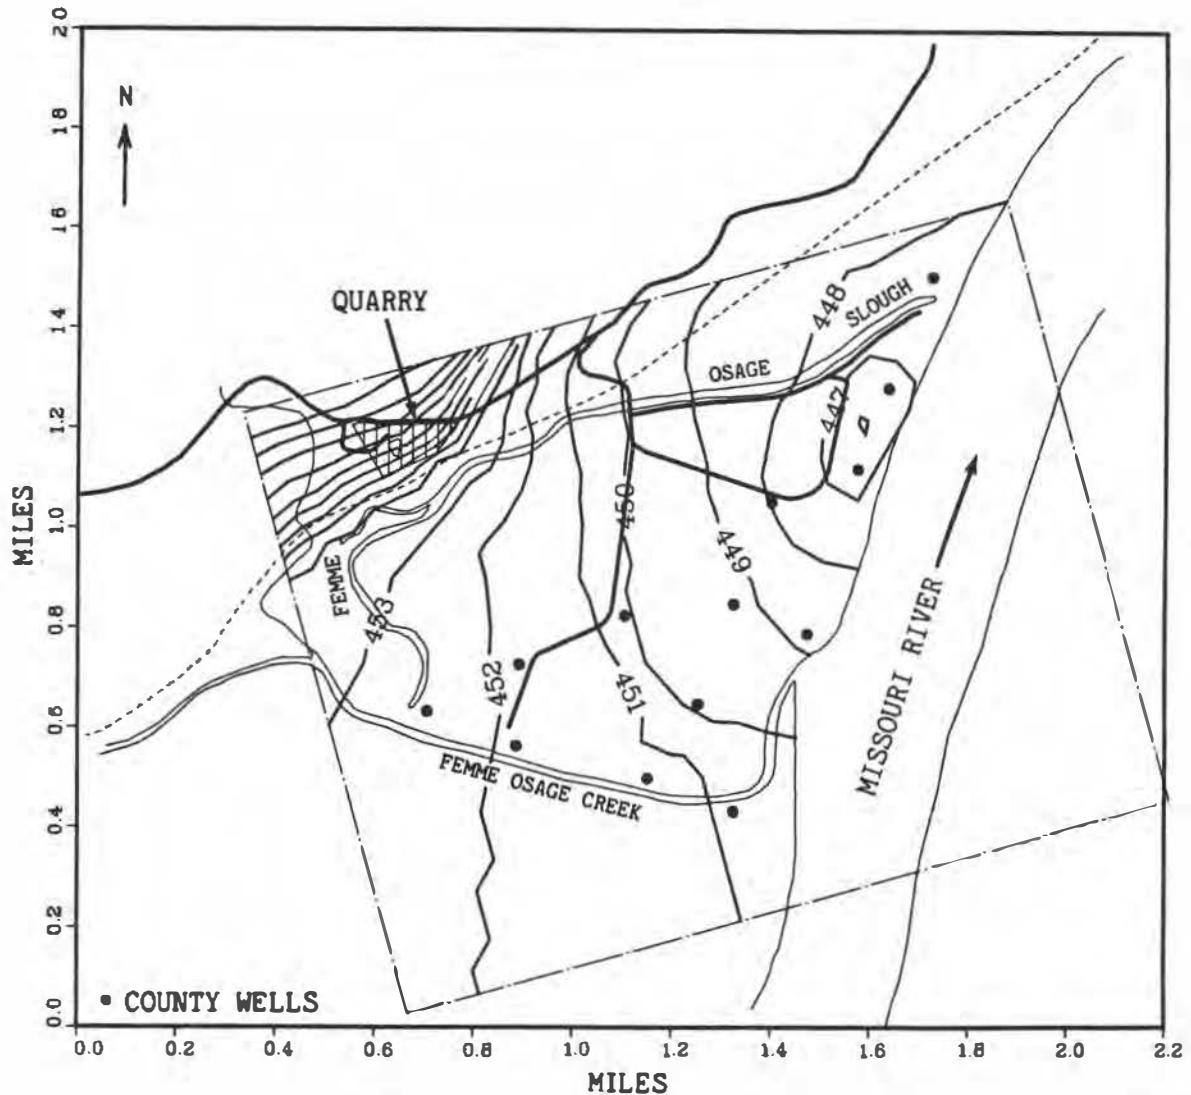 2.0
1.8
1.6
1.4
1.2
1.0
0.8
0.6
0.4
0.2
0.0
MILES
N
QUARRY
448
SLOUGH
OSAGE
447
450
449
FEMME
453
452
451
MISSOURI RIVER
FEMME OSAGE CREEK
COUNTY WELLS
0.0 0.2 0.4 0.6 0.8 1.0 1.2 1.4 1.6 1.8 2.0 2.2
MILES